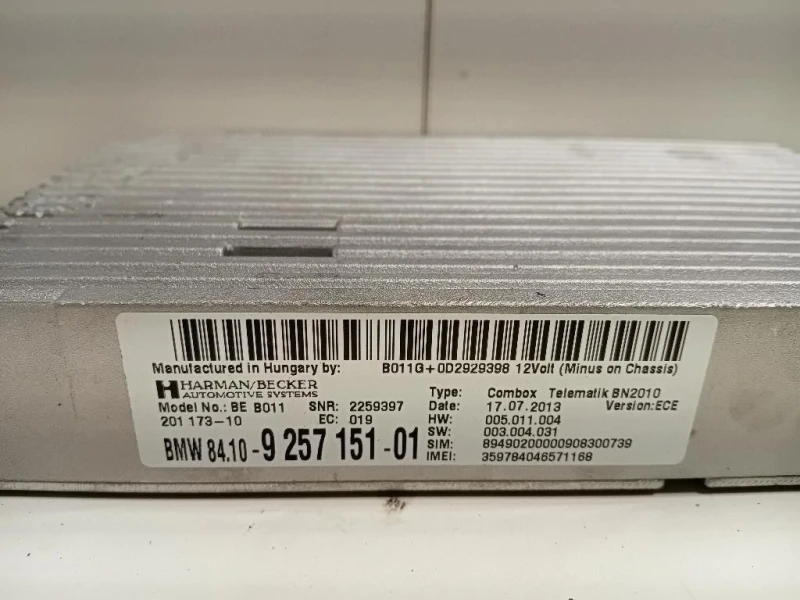 Manufactured in Hungary by: B011G+0D2929398 12Volt (Minus on Chassis)
HARMAN/BECKER
AUTOMOTIVE SYSTEMS
Model No.: BE B011 SNR: 2259397
201 173-10 EC: 019
BMW 84.10-9 257 151-01
Type: Combox Telematik BN2010
Date: 17.07.2013 Version:ECE
HW: 005.011.004
SW: 003.004.031
SIM: 89490200000908300739
IMEI: 359784046571168